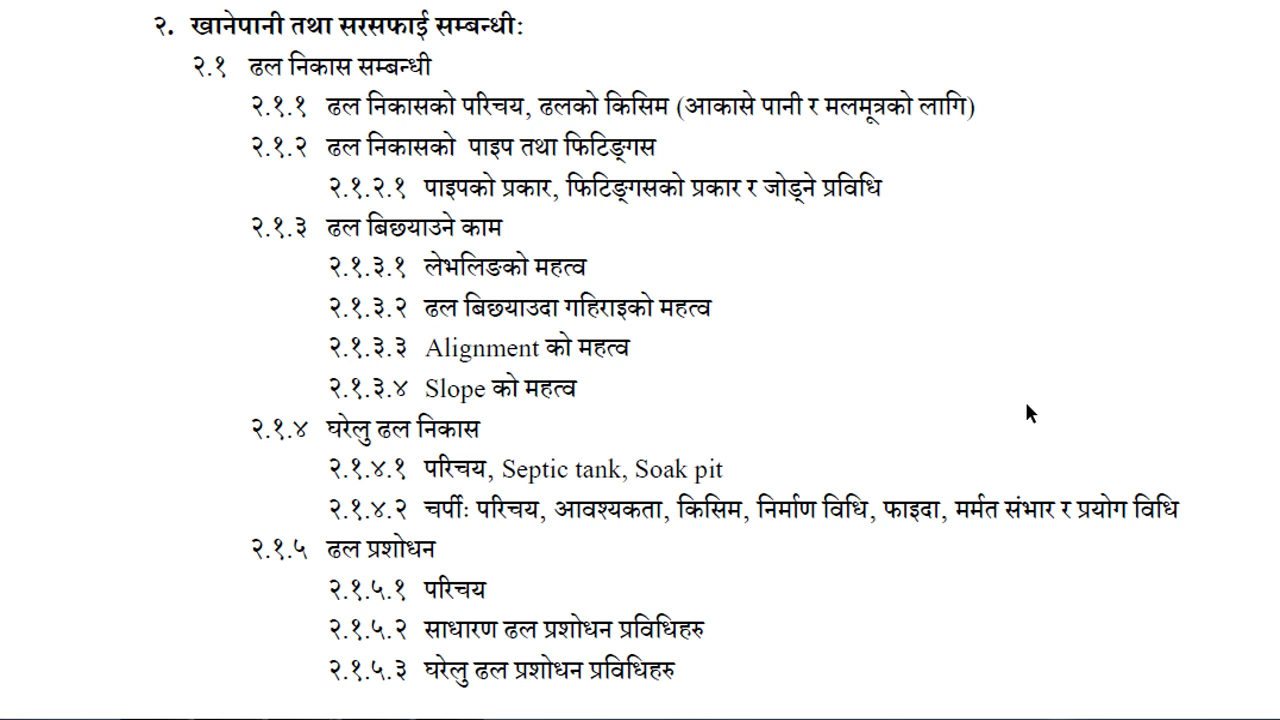 २. खानेपानी तथा सरसफाई सम्बन्धी:
२.१ ढल निकास सम्बन्धी
२.१.१ ढल निकासको परिचय, ढलको किसिम (आकासे पानी र मलमूत्रको लागि)
२.१.२ ढल निकासको पाइप तथा फिटिङ्गस
२.१.२.१ पाइपको प्रकार, फिटिङ्गसको प्रकार र जोड्ने प्रविधि
२.१.३ ढल बिछ्याउने काम
२.१.३.१ लेभलिङको महत्व
२.१.३.२ ढल बिछ्याउदा गहिराइको महत्व
२.१.३.३ Alignment को महत्व
२.१.३.४ Slope को महत्व
२.१.४ घरेलु ढल निकास
२.१.४.१ परिचय, Septic tank, Soak pit
२.१.४.२ चर्पीः परिचय, आवश्यकता, किसिम, निर्माण विधि, फाइदा, मर्मत संभार र प्रयोग विधि
२.१.५ ढल प्रशोधन
२.१.५.१ परिचय
२.१.५.२ साधारण ढल प्रशोधन प्रविधिहरु
२.१.५.३ घरेलु ढल प्रशोधन प्रविधिहरु